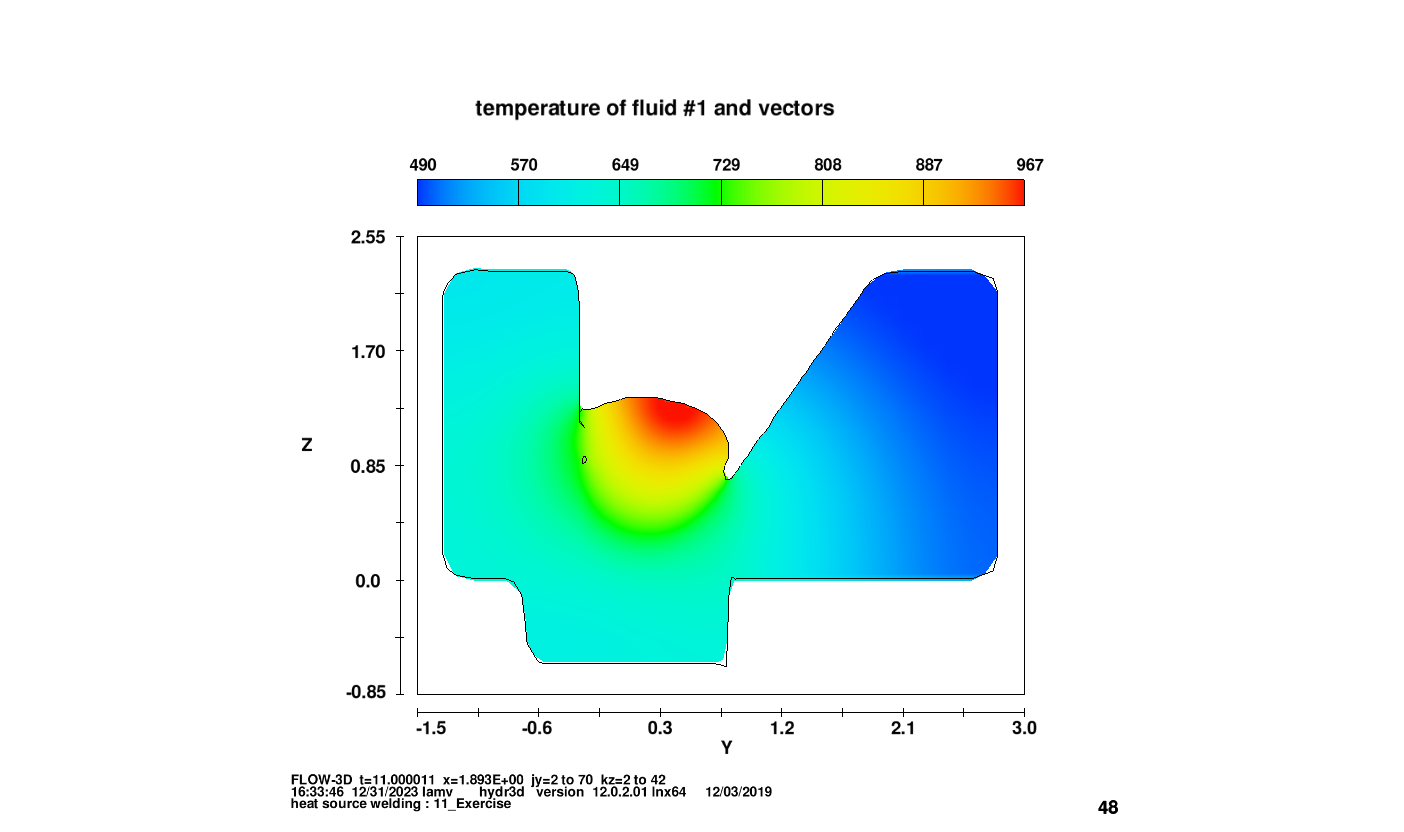 temperature of fluid #1 and vectors
490 570 649 729 808 887 967
2.55
1.70
Z
0.85
0.0
-0.85
-1.5 -0.6 0.3 1.2 2.1 3.0
Y
FLOW-3D t=11.000011 x=1.893E+00 jy=2 to 70 kz=2 to 42
16:33:46 12/31/2023 lamv hydr3d version 12.0.2.01 lnx64 12/03/2019
heat source welding : 11_Exercise
48